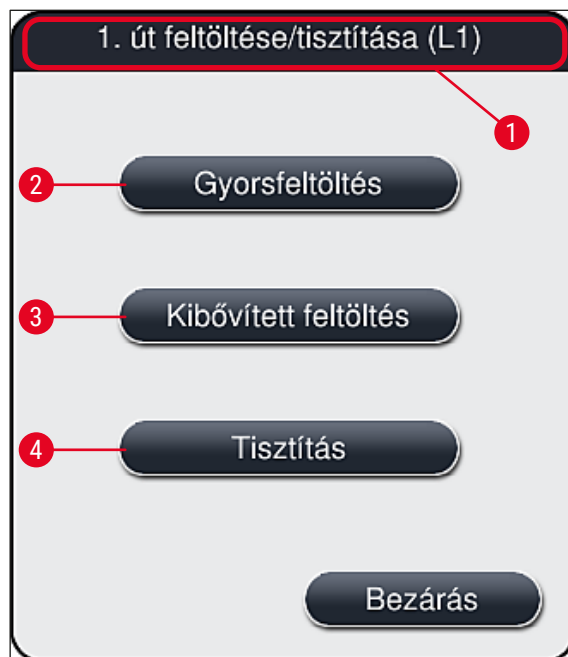 1. út feltöltése/tisztítása (L1)
1
2 Gyorsfeltöltés
3 Kibővített feltöltés
4 Tisztítás
Bezárás